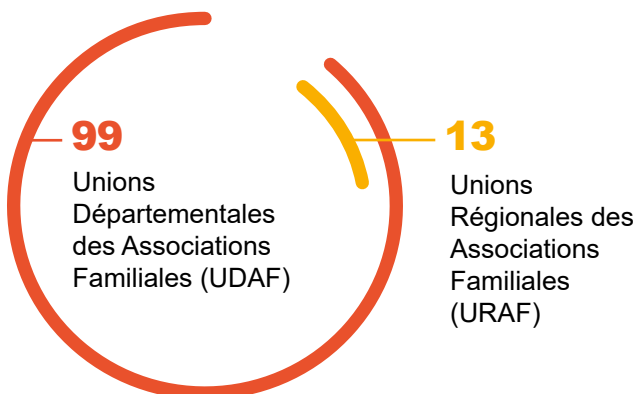 99
Unions
Départementales
des Associations
Familiales (UDAF)
13
Unions
Régionales des
Associations
Familiales
(URAF)